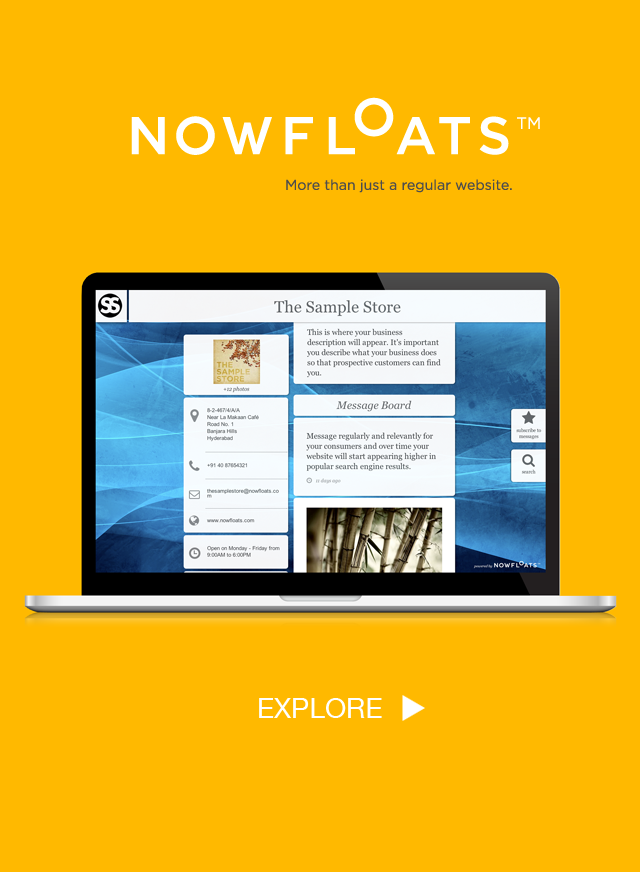 NOWFLOATS™
More than just a regular website.
SS
The Sample Store
THE
SAMPLE
STORE
+12 photos
8-2-467/4/A/A
Near La Makaan Café
Road No. 1
Banjara Hills
Hyderabad
+91 40 87654321
thesamplestore@nowfloats.co
m
www.nowfloats.com
Open on Monday - Friday from
9:00AM to 6:00PM
This is where your business
description will appear. It's important
you describe what your business does
so that prospective customers can find
you.
Message Board
Message regularly and relevantly for
your consumers and over time your
website will start appearing higher in
popular search engine results.
11 days ago
subscribe to
messages
search
powered by NOWFLOATS™
EXPLORE